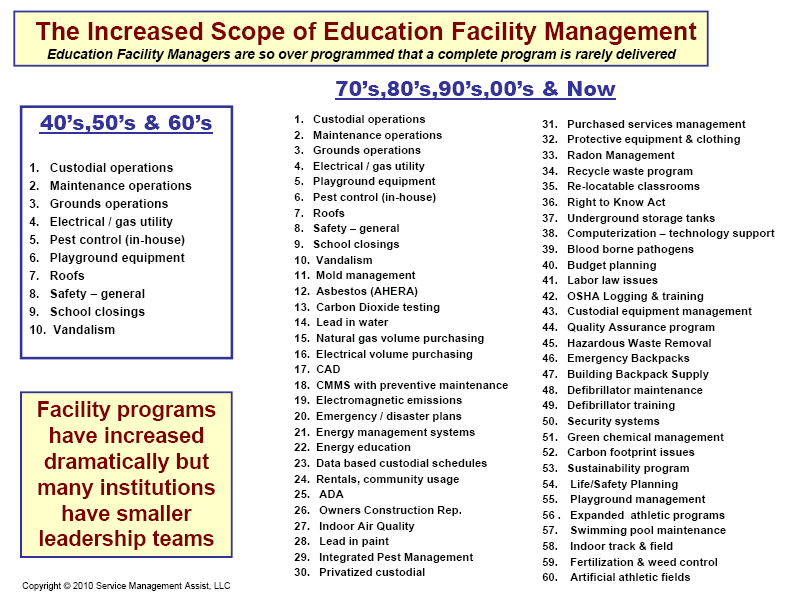 The Increased Scope of Education Facility Management
Education Facility Managers are so over programmed that a complete program is rarely delivered
40's,50's & 60's
1. Custodial operations
2. Maintenance operations
3. Grounds operations
4. Electrical / gas utility
5. Pest control (in-house)
6. Playground equipment
7. Roofs
8. Safety – general
9. School closings
10. Vandalism
Facility programs
have increased
dramatically but
many institutions
have smaller
leadership teams
Copyright © 2010 Service Management Assist, LLC
70's,80's,90's,00's & Now
1. Custodial operations
2. Maintenance operations
3. Grounds operations
4. Electrical / gas utility
5. Playground equipment
6. Pest control (in-house)
7. Roofs
8. Safety – general
9. School closings
10. Vandalism
11. Mold management
12. Asbestos (AHERA)
13. Carbon Dioxide testing
14. Lead in water
15. Natural gas volume purchasing
16. Electrical volume purchasing
17. CAD
18. CMMS with preventive maintenance
19. Electromagnetic emissions
20. Emergency / disaster plans
21. Energy management systems
22. Energy education
23. Data based custodial schedules
24. Rentals, community usage
25. ADA
26. Owners Construction Rep.
27. Indoor Air Quality
28. Lead in paint
29. Integrated Pest Management
30. Privatized custodial
31. Purchased services management
32. Protective equipment & clothing
33. Radon Management
34. Recycle waste program
35. Re-locatable classrooms
36. Right to Know Act
37. Underground storage tanks
38. Computerization – technology support
39. Blood borne pathogens
40. Budget planning
41. Labor law issues
42. OSHA Logging & training
43. Custodial equipment management
44. Quality Assurance program
45. Hazardous Waste Removal
46. Emergency Backpacks
47. Building Backpack Supply
48. Defibrillator maintenance
49. Defibrillator training
50. Security systems
51. Green chemical management
52. Carbon footprint issues
53. Sustainability program
54. Life/Safety Planning
55. Playground management
56 . Expanded athletic programs
57. Swimming pool maintenance
58. Indoor track & field
59. Fertilization & weed control
60. Artificial athletic fields